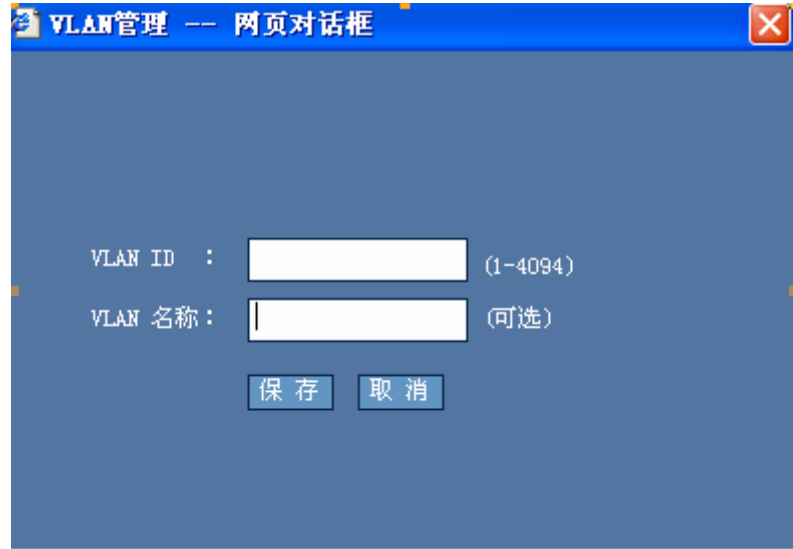 VLAN管理 -- 网页对话框
VLAN ID : (1-4094)
VLAN 名称: (可选)
保存 取消